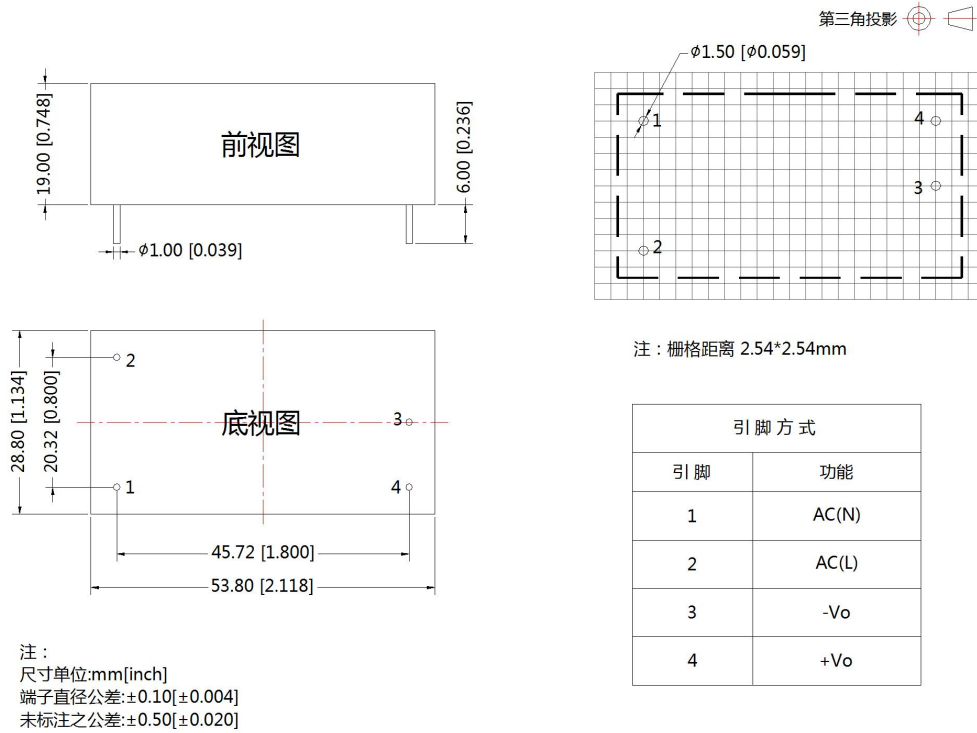 第三角投影
ϕ1.50 [ϕ0.059]
19.00 [0.748]
前视图
6.00 [0.236]
ϕ1.00 [0.039]
1
4
3
2
注：栅格距离 2.54*2.54mm
28.80 [1.134]
20.32 [0.800]
2
底视图
3
1
4
45.72 [1.800]
53.80 [2.118]
引脚方式
引脚 功能
1 AC(N)
2 AC(L)
3 -Vo
4 +Vo
注：
尺寸单位:mm[inch]
端子直径公差:±0.10[±0.004]
未标注之公差:±0.50[±0.020]